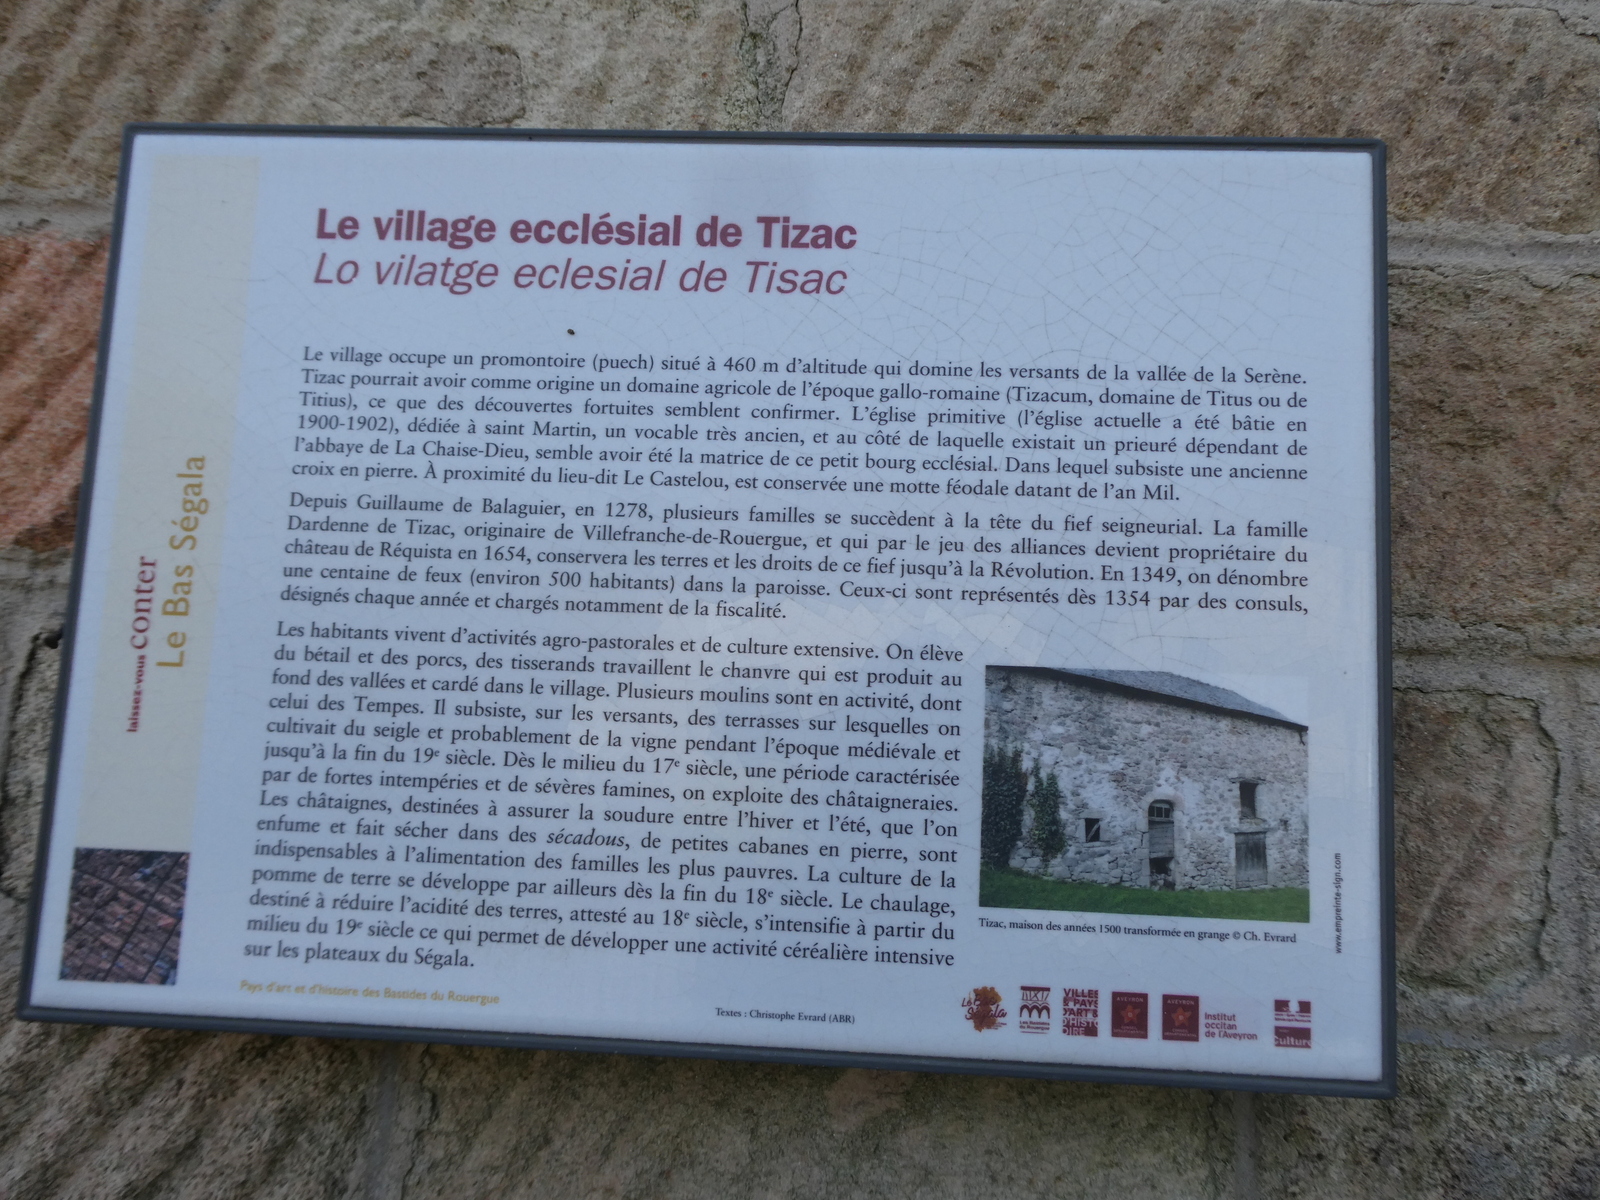 Le village ecclésial de Tizac
Lo vilatge eclesial de Tisac
Le village occupe un promontoire (puech) situé à 460 m d'altitude qui domine les versants de la vallée de la Serène.
Tizac pourrait avoir comme origine un domaine agricole de l'époque gallo-romaine (Tizacum, domaine de Titus ou de
Titius), ce que des découvertes fortuites semblent confirmer. L'église primitive (l'église actuelle a été bâtie en
1900-1902), dédiée à saint Martin, un vocable très ancien, et au côté de laquelle existait un prieuré dépendant de
l'abbaye de La Chaise-Dieu, semble avoir été la matrice de ce petit bourg ecclésial. Dans lequel subsiste une ancienne
croix en pierre. À proximité du lieu-dit Le Castelou, est conservée une motte féodale datant de l'an Mil.
Depuis Guillaume de Balaguier, en 1278, plusieurs familles se succèdent à la tête du fief seigneurial. La famille
Dardenne de Tizac, originaire de Villefranche-de-Rouergue, et qui par le jeu des alliances devient propriétaire du
château de Réquista en 1654, conservera les terres et les droits de ce fief jusqu'à la Révolution. En 1349, on dénombre
une centaine de feux (environ 500 habitants) dans la paroisse. Ceux-ci sont représentés dès 1354 par des consuls,
désignés chaque année et chargés notamment de la fiscalité.
Les habitants vivent d'activités agro-pastorales et de culture extensive. On élève
du bétail et des porcs, des tisserands travaillent le chanvre qui est produit au
fond des vallées et cardé dans le village. Plusieurs moulins sont en activité, dont
celui des Tempes. Il subsiste, sur les versants, des terrasses sur lesquelles on
cultivait du seigle et probablement de la vigne pendant l'époque médiévale et
jusqu'à la fin du 19e siècle. Dès le milieu du 17e siècle, une période caractérisée
par de fortes intempéries et de sévères famines, on exploite des châtaigneraies.
Les châtaignes, destinées à assurer la soudure entre l'hiver et l'été, que l'on
enfume et fait sécher dans des sécadous, de petites cabanes en pierre, sont
indispensables à l'alimentation des familles les plus pauvres. La culture de la
pomme de terre se développe par ailleurs dès la fin du 18e siècle. Le chaulage,
destiné à réduire l'acidité des terres, attesté au 18e siècle, s'intensifie à partir du
milieu du 19e siècle ce qui permet de développer une activité céréalière intensive
sur les plateaux du Ségala.
Tizac, maison des années 1500 transformée en grange © Ch. Evrard
www.empreinte-sign.com
laissez-vous conter
Le Bas Ségala
Pays d'art et d'histoire des Bastides du Rouergue
Textes : Christophe Evrard (ABR)
Le Bas
Ségala
VILLES
& PAYS
D'ART &
D'HISTO
IRE
AVEYRON
AVEYRON
Institut
occitan
de l'Aveyron
Culture